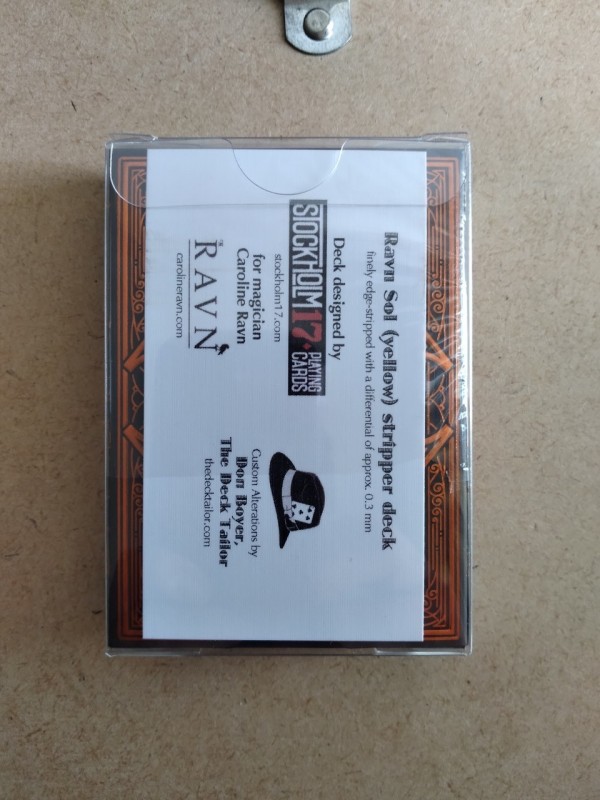 Ravn Sol (yellow) stripper deck
finely edge-stripped with a differential of approx. 0.3 mm
Deck designed by
STOCKHOLM17 PLAYING CARDS
stockholm17.com
for magician
Caroline Ravn
RAVN
carolineravn.com
Custom Alterations by
Don Boyer,
The Deck Tailor
thedecktailor.com